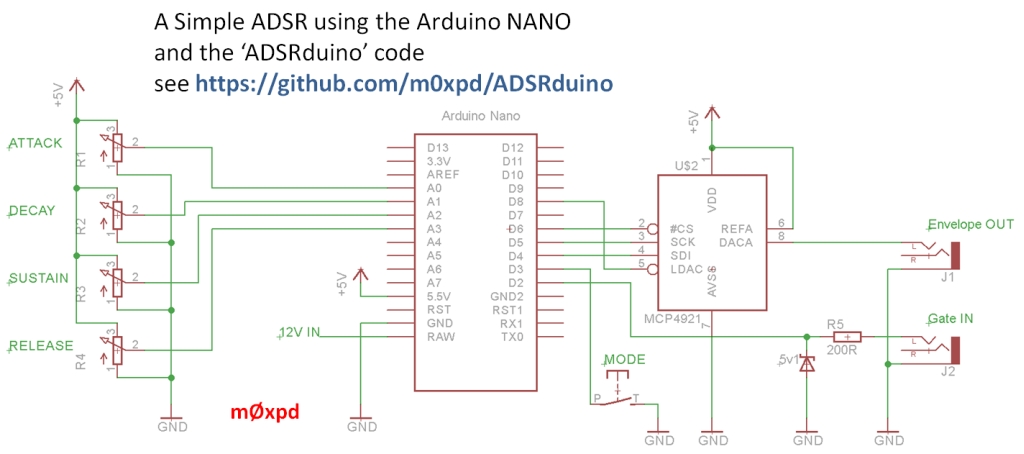 A Simple ADSR using the Arduino NANO
and the ‘ADSRduino’ code
see https://github.com/m0xpd/ADSRduino
+5V
ATTACK
R1
3
2
1
DECAY
R2
3
2
1
SUSTAIN
R3
3
2
1
RELEASE
R4
3
2
1
GND
mØxpd
Arduino Nano
D13 D12
3.3V D11
AREF D10
A0 D9
A1 D8
A2 D7
A3 D6
A4 D5
A5 D4
A6 D3
A7 D2
5.5V GND2
RST RST1
GND RX1
RAW TX0
+5V
12V IN
GND
MODE
P T
GND
+5V
U$2
1
VDD
2 #CS REFA 6
3 SCK DACA 8
4 SDI
5 LDAC
AVSS
MCP4921
7
GND
5v1
GND
R5
200R
Envelope OUT
L
R
J1
Gate IN
L
R
J2
GND